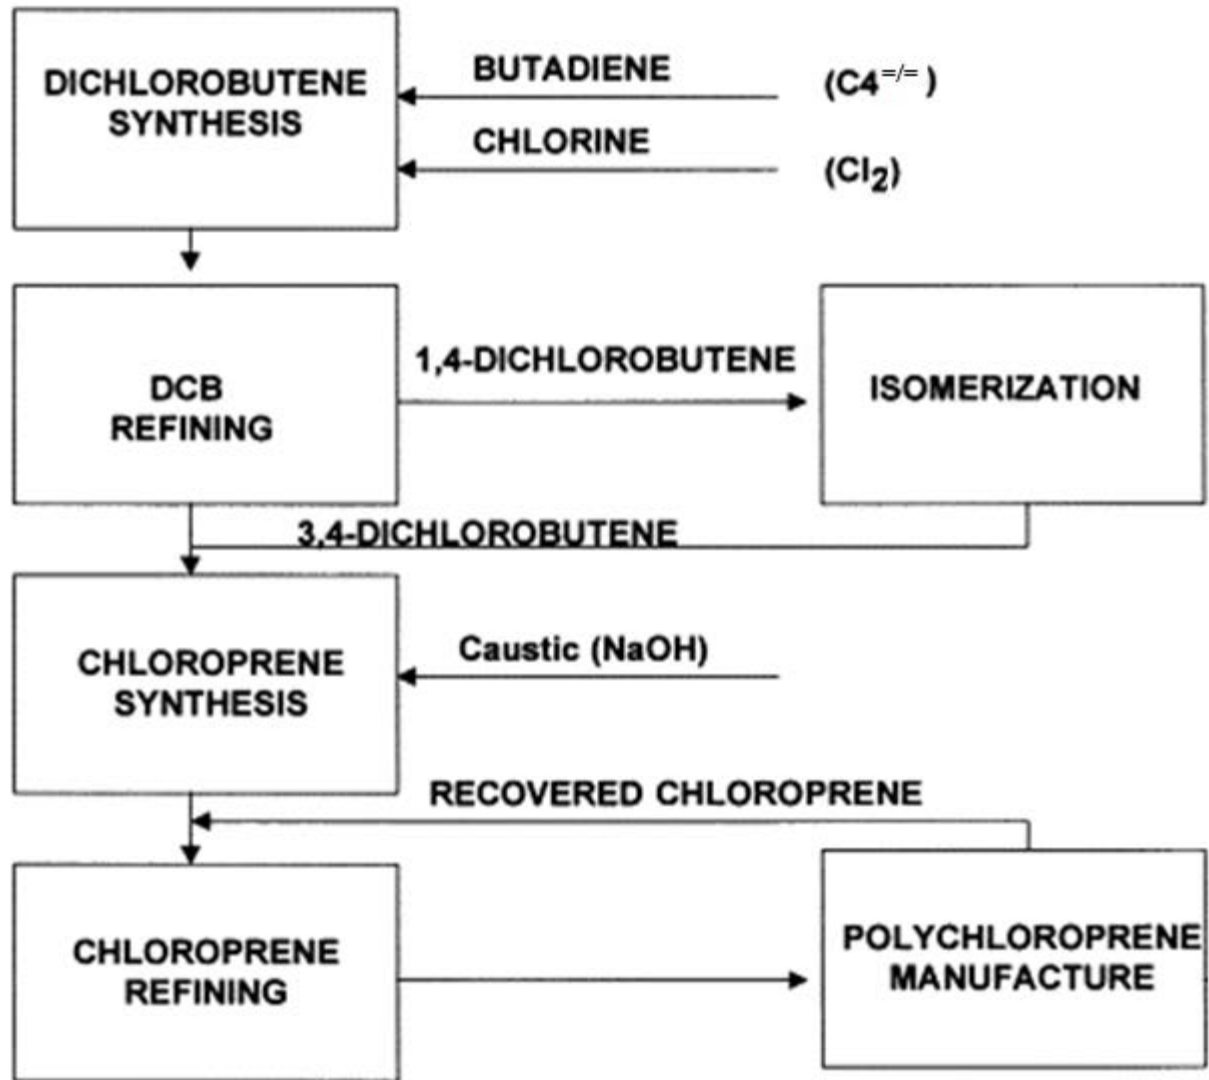 DICHLOROBUTENE
SYNTHESIS
BUTADIENE
(C4=/=)
CHLORINE
(Cl2)
DCB
REFINING
1,4-DICHLOROBUTENE
ISOMERIZATION
3,4-DICHLOROBUTENE
CHLOROPRENE
SYNTHESIS
Caustic (NaOH)
RECOVERED CHLOROPRENE
CHLOROPRENE
REFINING
POLYCHLOROPRENE
MANUFACTURE